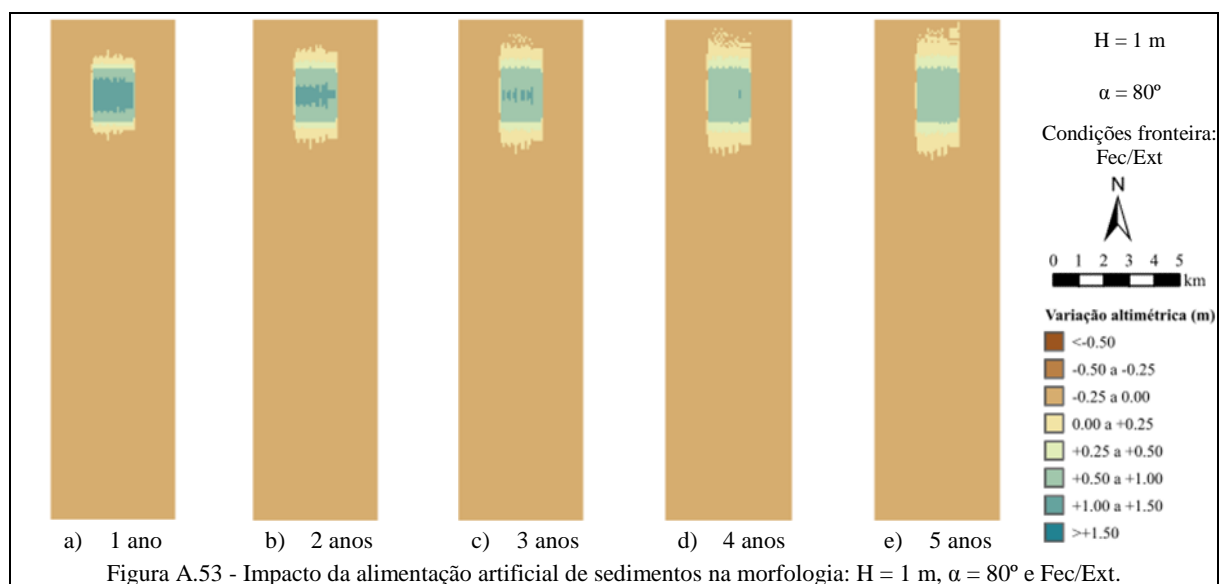 H = 1 m
α = 80º
Condições fronteira:
Fec/Ext
N
0 1 2 3 4 5
km
Variação altimétrica (m)
<-0.50
-0.50 a -0.25
-0.25 a 0.00
0.00 a +0.25
+0.25 a +0.50
+0.50 a +1.00
+1.00 a +1.50
>+1.50
a) 1 ano b) 2 anos c) 3 anos d) 4 anos e) 5 anos
Figura A.53 - Impacto da alimentação artificial de sedimentos na morfologia: H = 1 m, α = 80º e Fec/Ext.